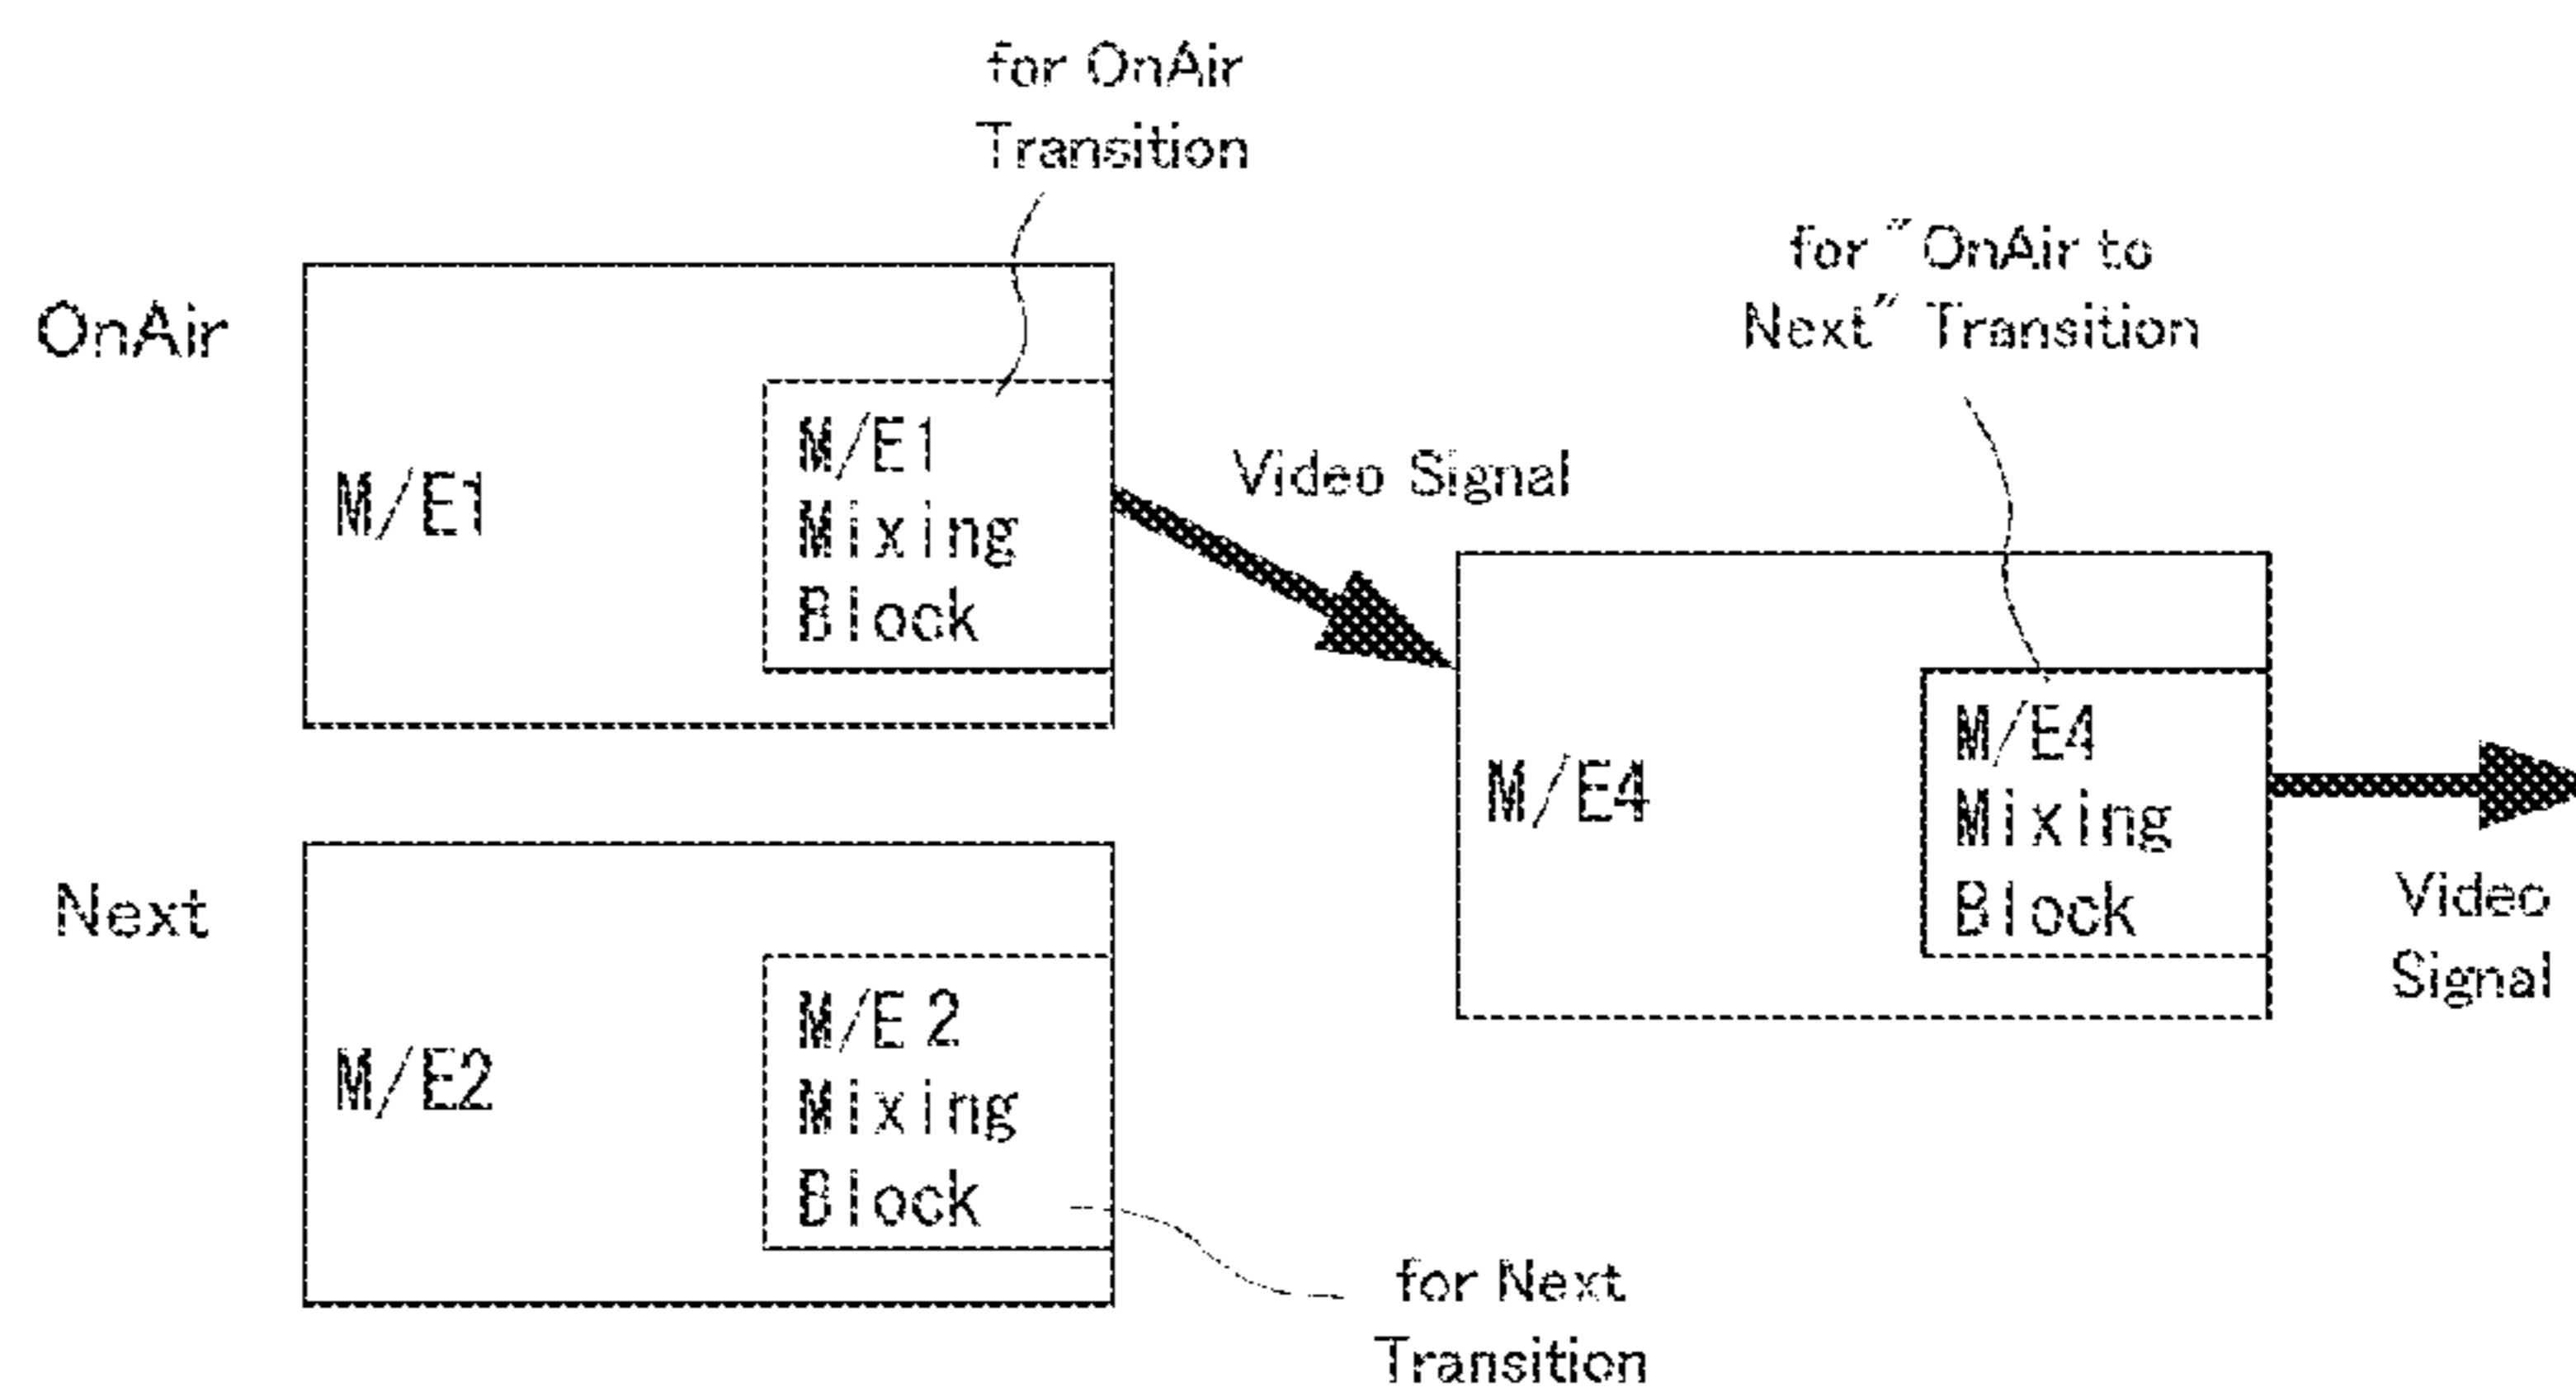 for OnAir
Transition
OnAir
M/E1
M/E1
Mixing
Block
Video Signal
for "OnAir to
Next" Transition
M/E4
M/E4
Mixing
Block
Video
Signal
Next
M/E2
M/E 2
Mixing
Block
for Next
Transition